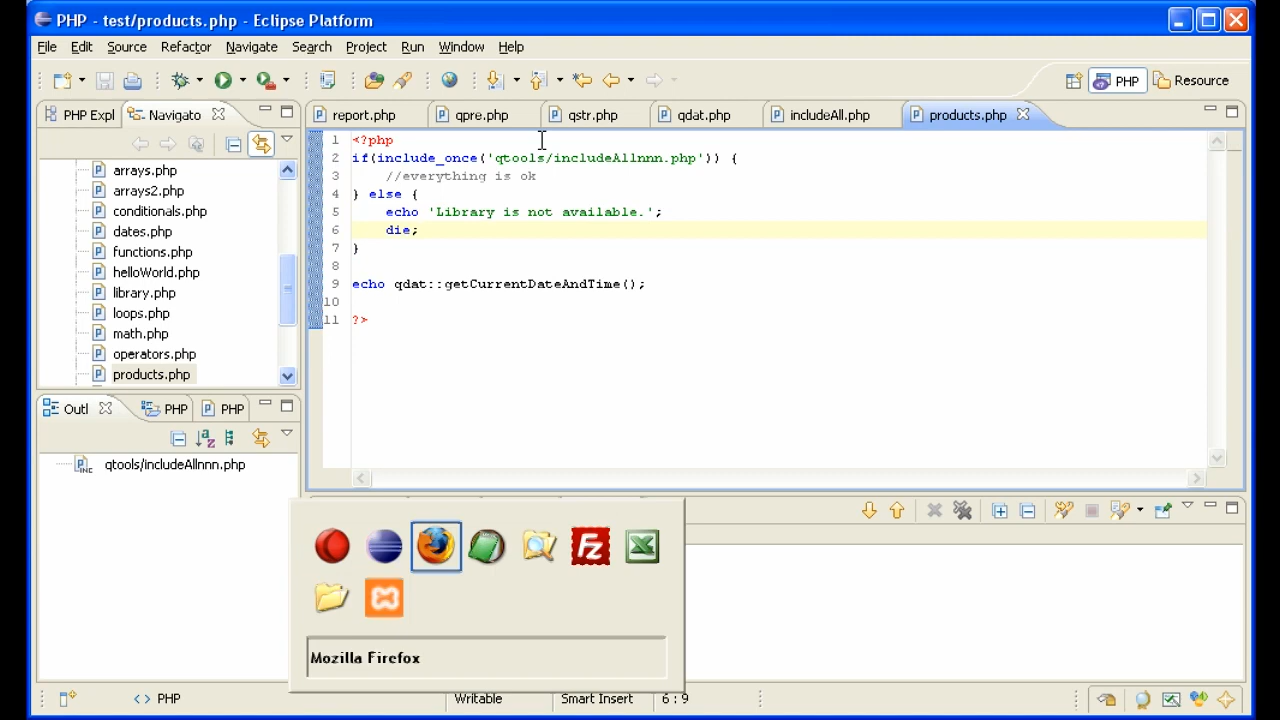 PHP - test/products.php - Eclipse Platform
File Edit Source Refactor Navigate Search Project Run Window Help
PHP Resource
PHP Expl Navigato
report.php qpre.php qstr.php qdat.php includeAll.php products.php
arrays.php
arrays2.php
conditionals.php
dates.php
functions.php
helloWorld.php
library.php
loops.php
math.php
operators.php
products.php
1 <?php
2 if(include_once('qtools/includeAllnnn.php')) {
3 //everything is ok
4 } else {
5 echo 'Library is not available.';
6 die;
7 }
8
9 echo qdat::getCurrentDateAndTime();
10
11 ?>
Outl PHP PHP
qtools/includeAllnnn.php
Mozilla Firefox
<> PHP Writable Smart Insert 6 : 9